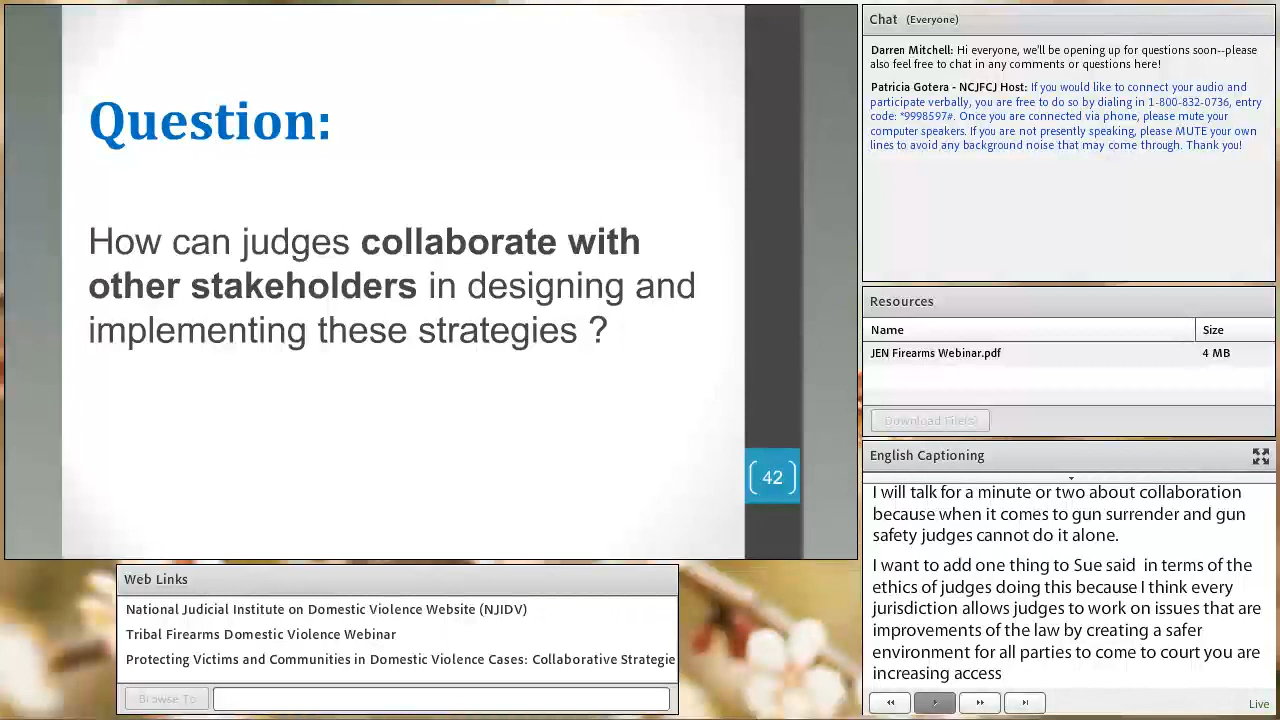 Question:
How can judges collaborate with
other stakeholders in designing and
implementing these strategies ?
42
Chat (Everyone)
Darren Mitchell: Hi everyone, we'll be opening up for questions soon--please
also feel free to chat in any comments or questions here!
Patricia Gotera - NCJFCJ Host: If you would like to connect your audio and
participate verbally, you are free to do so by dialing in 1-800-832-0736, entry
code: *9998597#. Once you are connected via phone, please mute your
computer speakers. If you are not presently speaking, please MUTE your own
lines to avoid any background noise that may come through. Thank you!
Resources
Name Size
JEN Firearms Webinar.pdf 4 MB
Download File(s)
English Captioning
I will talk for a minute or two about collaboration
because when it comes to gun surrender and gun
safety judges cannot do it alone.
I want to add one thing to Sue said in terms of the
ethics of judges doing this because I think every
jurisdiction allows judges to work on issues that are
improvements of the law by creating a safer
environment for all parties to come to court you are
increasing access
Live
Web Links
National Judicial Institute on Domestic Violence Website (NJIDV)
Tribal Firearms Domestic Violence Webinar
Protecting Victims and Communities in Domestic Violence Cases: Collaborative Strategie
Browse To